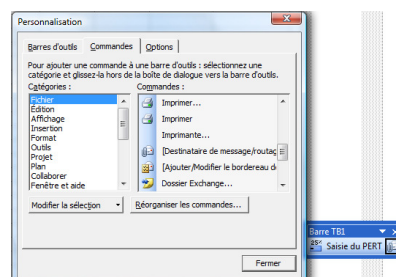 Personnalisation
Barres d'outils Commandes Options
Pour ajouter une commande à une barre d'outils : sélectionnez une
catégorie et glissez-la hors de la boîte de dialogue vers la barre d'outils.
Catégories : Commandes :
Fichier
Édition
Affichage
Insertion
Format
Outils
Projet
Plan
Collaborer
Fenêtre et aide
Imprimer...
Imprimer
Imprimante...
[Destinataire de message/routag
[Ajouter/Modifier le bordereau d
Dossier Exchange...
Modifier la sélection Réorganiser les commandes...
Barre TB1
Saisie du PERT
Fermer